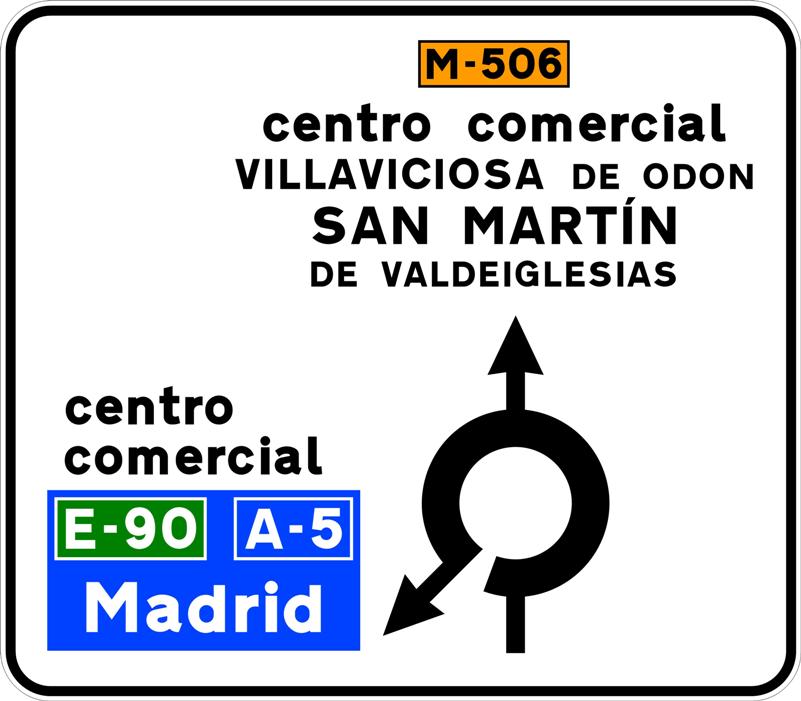 M-506
centro comercial
VILLAVICIOSA DE ODON
SAN MARTÍN
DE VALDEIGLESIAS
centro
comercial
E-90 A-5
Madrid